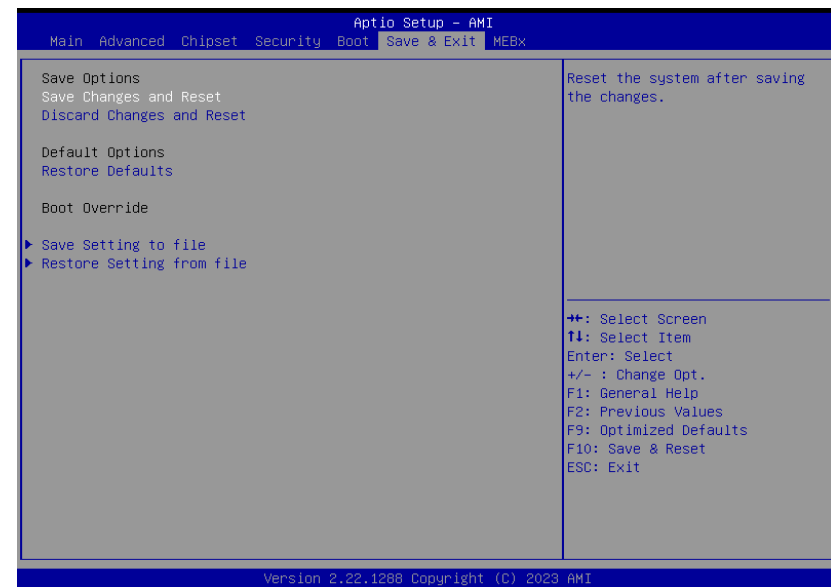 Aptio Setup – AMI
Main Advanced Chipset Security Boot Save & Exit MEBx
Save Options
Save Changes and Reset
Discard Changes and Reset
Default Options
Restore Defaults
Boot Override
▶ Save Setting to file
▶ Restore Setting from file
Reset the system after saving
the changes.
→←: Select Screen
↑↓: Select Item
Enter: Select
+/– : Change Opt.
F1: General Help
F2: Previous Values
F9: Optimized Defaults
F10: Save & Reset
ESC: Exit
Version 2.22.1288 Copyright (C) 2023 AMI